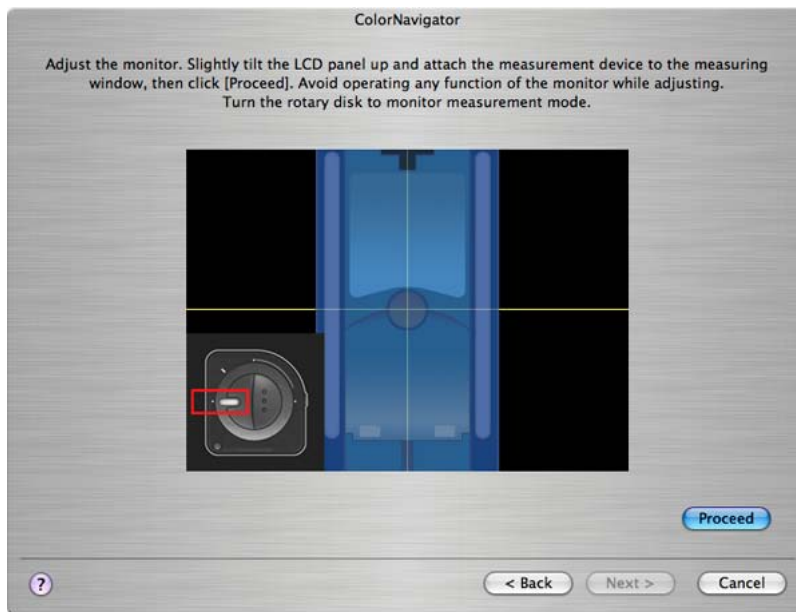 ColorNavigator
Adjust the monitor. Slightly tilt the LCD panel up and attach the measurement device to the measuring
window, then click [Proceed]. Avoid operating any function of the monitor while adjusting.
Turn the rotary disk to monitor measurement mode.
Proceed
?
< Back
Next >
Cancel